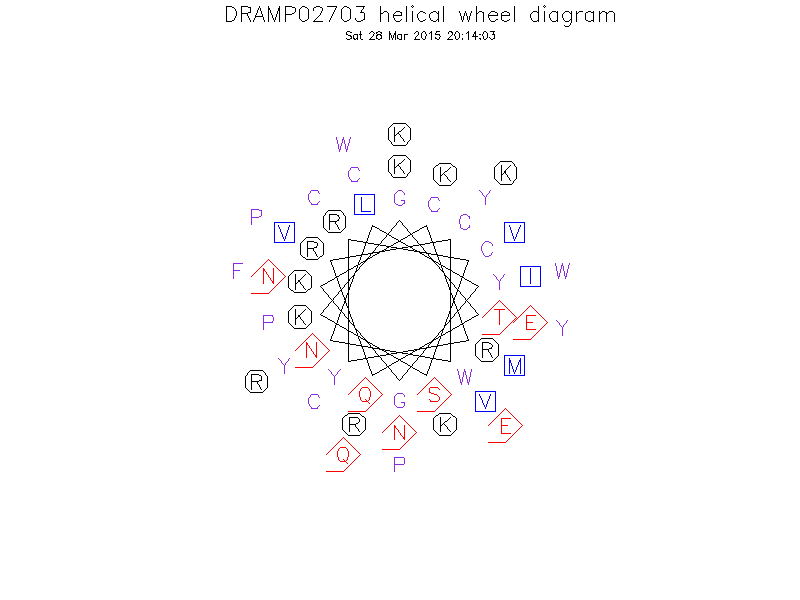 DRAMP02703 helical wheel diagram
Sat 28 Mar 2015 20:14:03
K
W
K
C K K
C L G C Y
P R C
V R C V
F N K Y I W
P K T E Y
Y N R M
R Y W
C Q G S V
R N K E
Q P